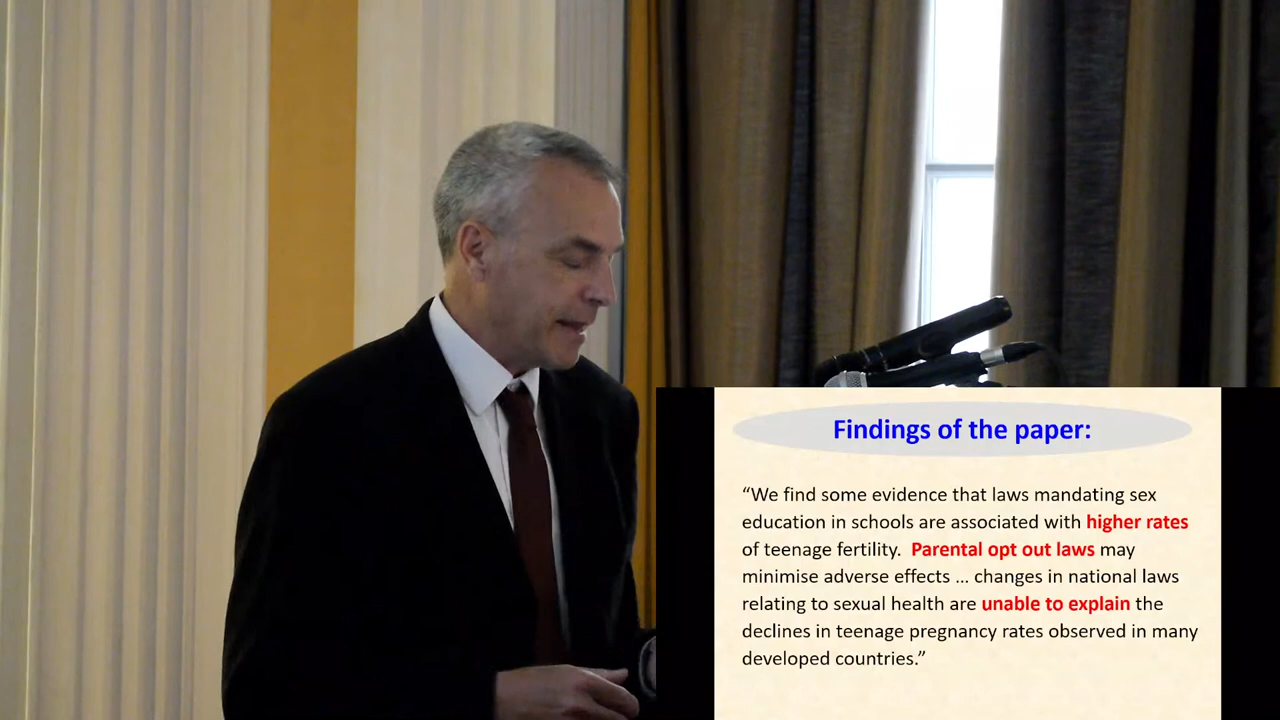 Findings of the paper:
“We find some evidence that laws mandating sex
education in schools are associated with higher rates
of teenage fertility.  Parental opt out laws may
minimise adverse effects … changes in national laws
relating to sexual health are unable to explain the
declines in teenage pregnancy rates observed in many
developed countries.”